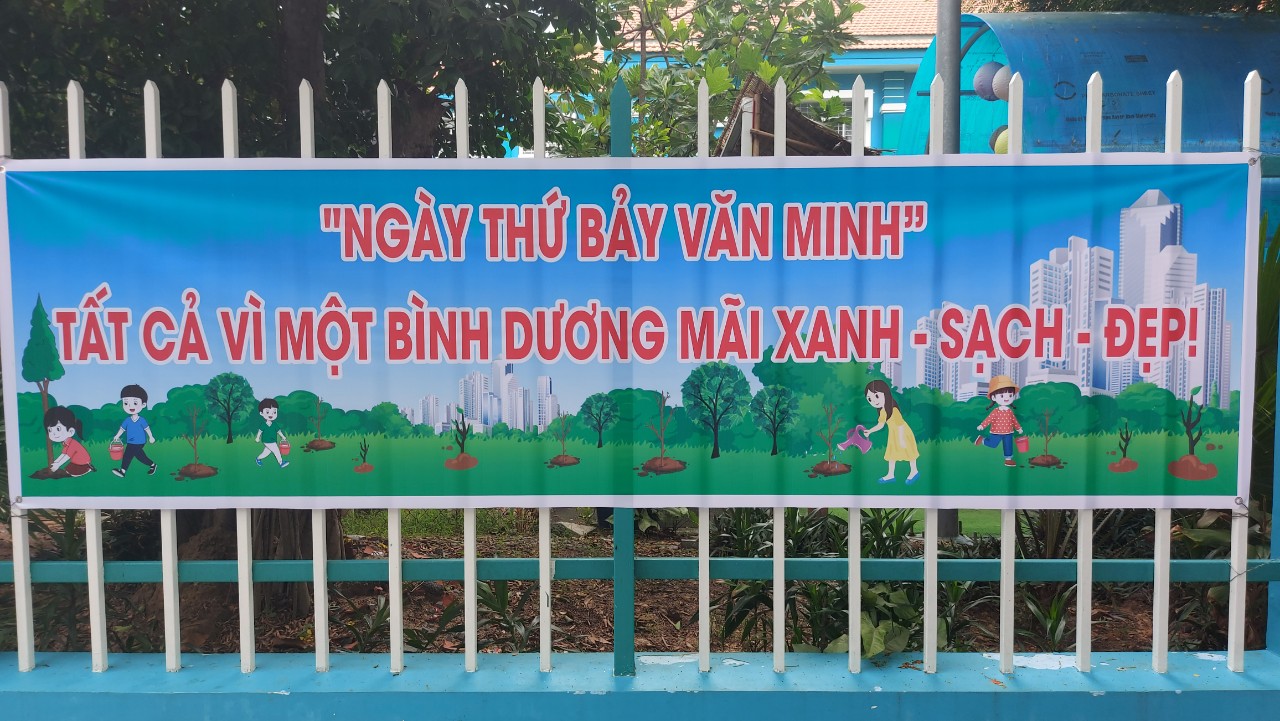 "NGÀY THỨ BẢY VĂN MINH”
TẤT CẢ VÌ MỘT BÌNH DƯƠNG MÃI XANH - SẠCH - ĐẸP!